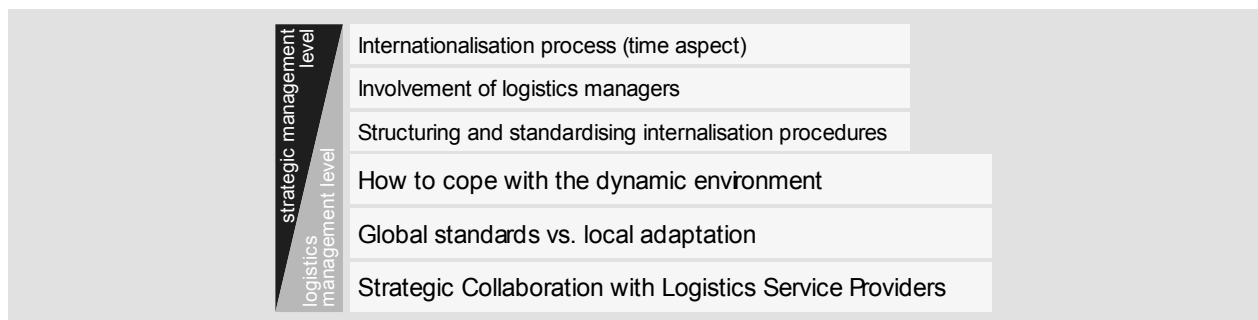 strategic management
level
logistics
management level
Internationalisation process (time aspect)
Involvement of logistics managers
Structuring and standardising internalisation procedures
How to cope with the dynamic environment
Global standards vs. local adaptation
Strategic Collaboration with Logistics Service Providers